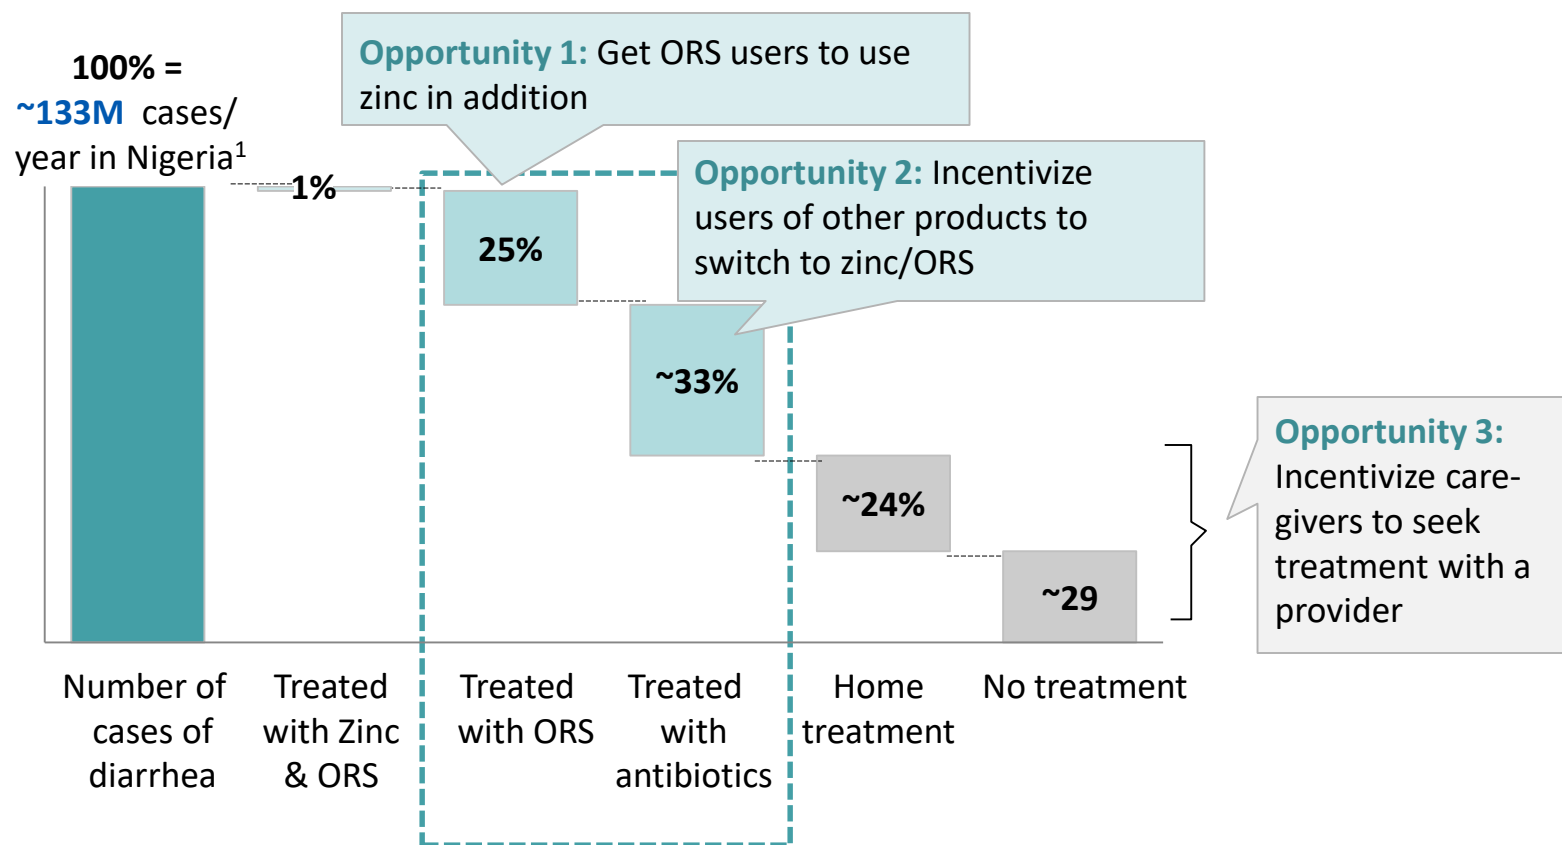 100% =
~133M cases/
year in Nigeria1
Opportunity 1: Get ORS users to use
zinc in addition
Opportunity 2: Incentivize
users of other products to
switch to zinc/ORS
1%
25%
~33%
~24%
~29
Opportunity 3:
Incentivize care-
givers to seek
treatment with a
provider
Number of
cases of
diarrhea
Treated
with Zinc
& ORS
Treated
with ORS
Treated
with
antibiotics
Home
treatment
No treatment